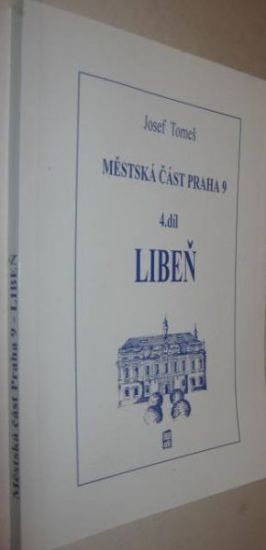 Josef Tomeš
MĚSTSKÁ ČÁST PRAHA 9
4.díl
LIBEŇ
Městská část Praha 9 - LIBEŇ